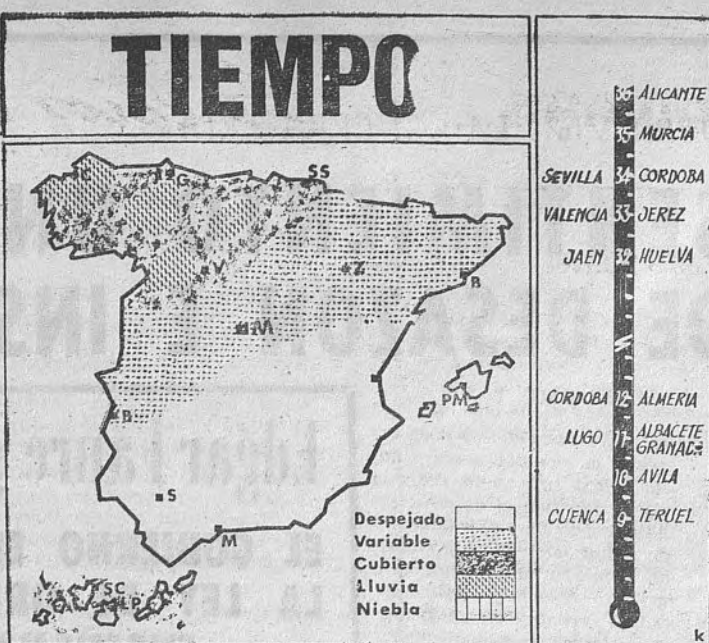 TIEMPO
C
G
SS
V
Z
B
M
PM
B
S
M
SC
LP
Despejado
Variable
Cubierto
Lluvia
Niebla
36 ALICANTE
35 MURCIA
SEVILLA 34 CORDOBA
VALENCIA 33 JEREZ
JAEN 32 HUELVA
CORDOBA 12 ALMERIA
LUGO 11 ALBACETE
GRANADA
10 AVILA
CUENCA 9 TERUEL
k